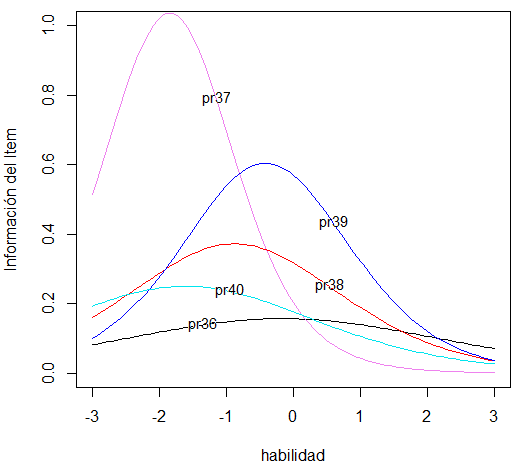 1.0
0.8
0.6
0.4
0.2
0.0
Información del Item
pr37
pr39
pr38
pr40
pr36
-3 -2 -1 0 1 2 3
habilidad